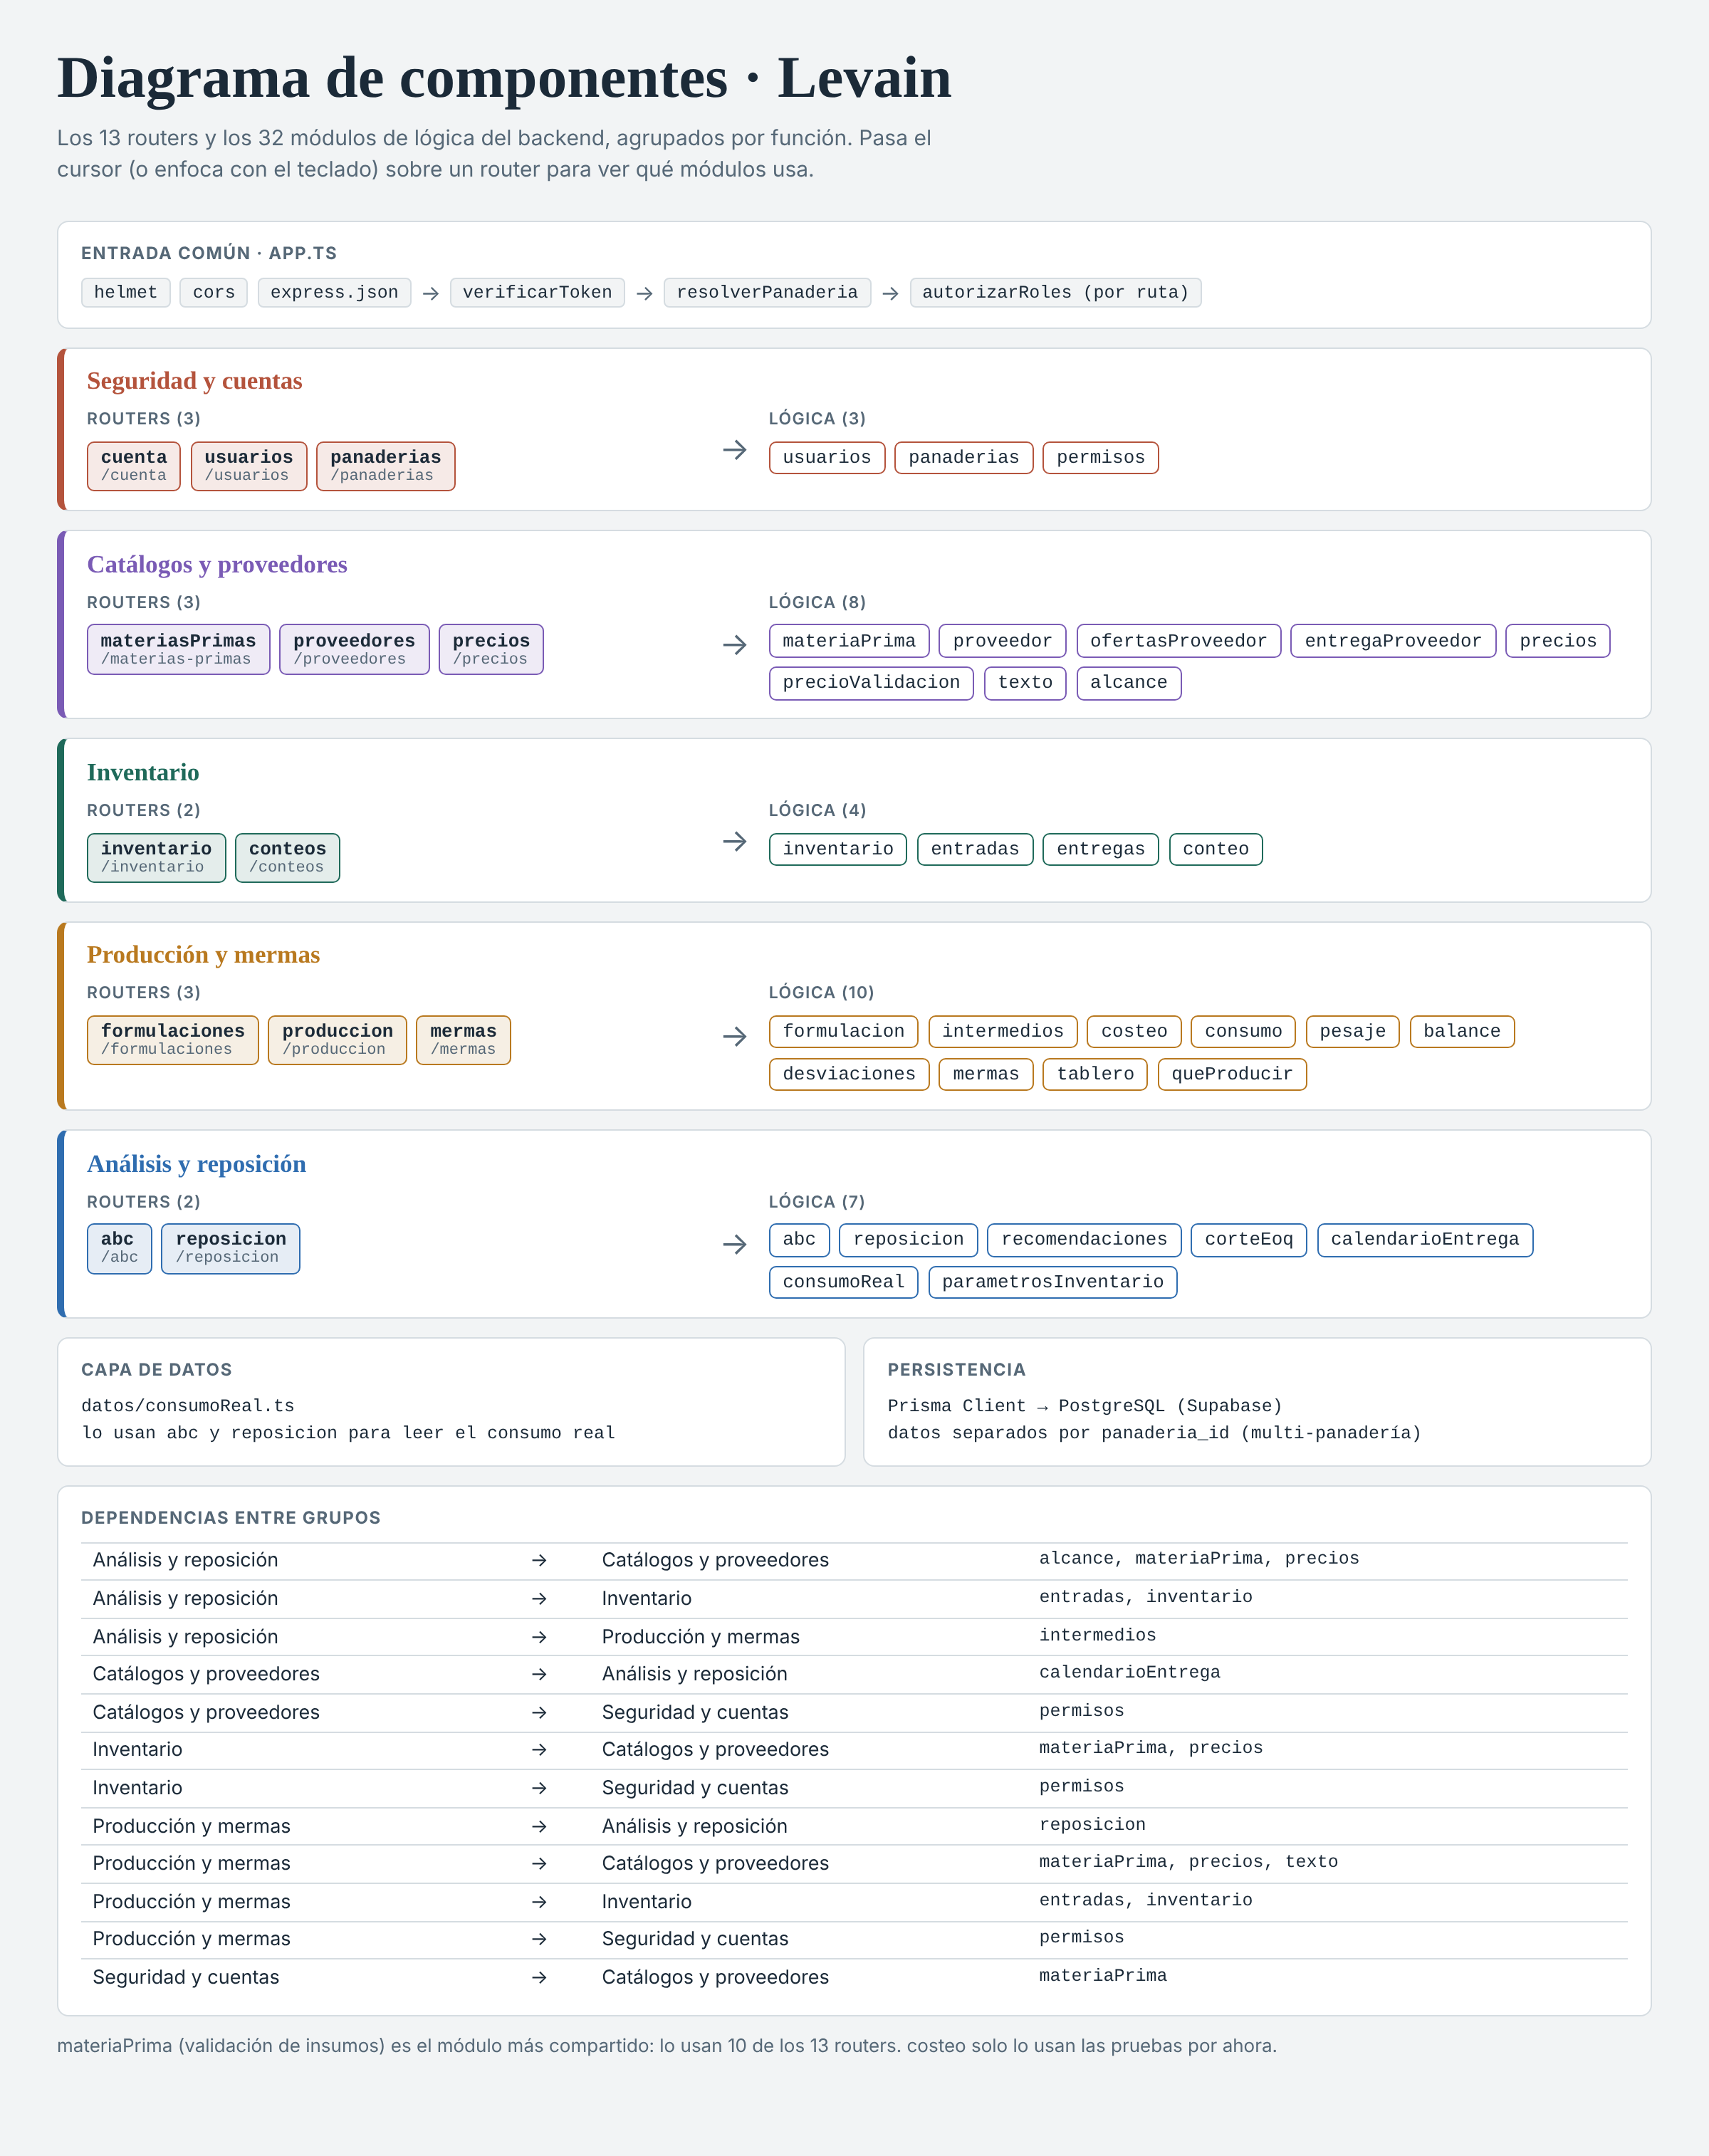 Diagrama de componentes · Levain
Los 13 routers y los 32 módulos de lógica del backend, agrupados por función. Pasa el
cursor (o enfoca con el teclado) sobre un router para ver qué módulos usa.
ENTRADA COMÚN · APP.TS
helmet cors express.json → verificarToken → resolverPanaderia → autorizarRoles (por ruta)
Seguridad y cuentas
ROUTERS (3)
cuenta usuarios panaderias
/cuenta /usuarios /panaderias
→
LÓGICA (3)
usuarios panaderias permisos
Catálogos y proveedores
ROUTERS (3)
materiasPrimas proveedores precios
/materias-primas /proveedores /precios
→
LÓGICA (8)
materiaPrima proveedor ofertasProveedor entregaProveedor precios
precioValidacion texto alcance
Inventario
ROUTERS (2)
inventario conteos
/inventario /conteos
→
LÓGICA (4)
inventario entradas entregas conteo
Producción y mermas
ROUTERS (3)
formulaciones produccion mermas
/formulaciones /produccion /mermas
→
LÓGICA (10)
formulacion intermedios costeo consumo pesaje balance
desviaciones mermas tablero queProducir
Análisis y reposición
ROUTERS (2)
abc reposicion
/abc /reposicion
→
LÓGICA (7)
abc reposicion recomendaciones corteEoq calendarioEntrega
consumoReal parametrosInventario
CAPA DE DATOS
datos/consumoReal.ts
lo usan abc y reposicion para leer el consumo real
PERSISTENCIA
Prisma Client → PostgreSQL (Supabase)
datos separados por panaderia_id (multi-panadería)
DEPENDENCIAS ENTRE GRUPOS
Análisis y reposición → Catálogos y proveedores alcance, materiaPrima, precios
Análisis y reposición → Inventario entradas, inventario
Análisis y reposición → Producción y mermas intermedios
Catálogos y proveedores → Análisis y reposición calendarioEntrega
Catálogos y proveedores → Seguridad y cuentas permisos
Inventario → Catálogos y proveedores materiaPrima, precios
Inventario → Seguridad y cuentas permisos
Producción y mermas → Análisis y reposición reposicion
Producción y mermas → Catálogos y proveedores materiaPrima, precios, texto
Producción y mermas → Inventario entradas, inventario
Producción y mermas → Seguridad y cuentas permisos
Seguridad y cuentas → Catálogos y proveedores materiaPrima
materiaPrima (validación de insumos) es el módulo más compartido: lo usan 10 de los 13 routers. costeo solo lo usan las pruebas por ahora.